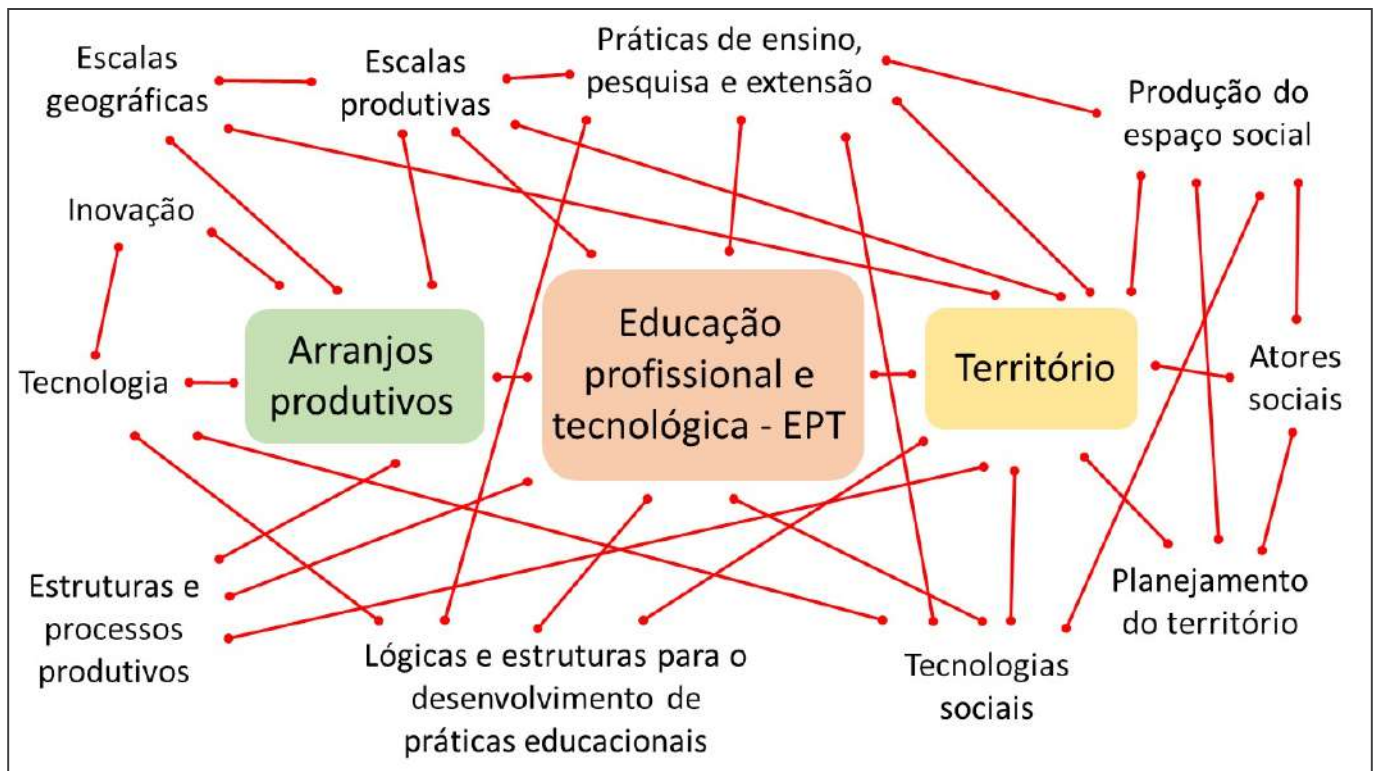 Escalas
geográficas
Escalas
produtivas
Práticas de ensino,
pesquisa e extensão
Produção do
espaço social
Inovação
Tecnologia
Arranjos
produtivos
Educação
profissional e
tecnológica - EPT
Território
Atores
sociais
Estruturas e
processos
produtivos
Lógicas e estruturas para o
desenvolvimento de
práticas educacionais
Tecnologias
sociais
Planejamento
do território